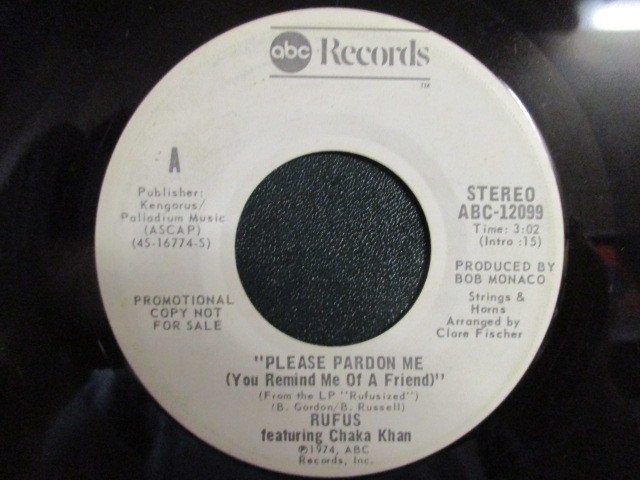 abc Records
TM
A
Publisher:
Kengorus/
Palladium Music
(ASCAP)
(45-16774-S)
STEREO
ABC-12099
Time: 3:02
(Intro :15)
PROMOTIONAL
COPY NOT
FOR SALE
PRODUCED BY
BOB MONACO
Strings &
Horns
Arranged by
Clare Fischer
"PLEASE PARDON ME
(You Remind Me Of A Friend)"
(From the LP "Rufusized")
(B. Gordon/B. Russell)
RUFUS
featuring Chaka Khan
℗1974, ABC
Records, Inc.